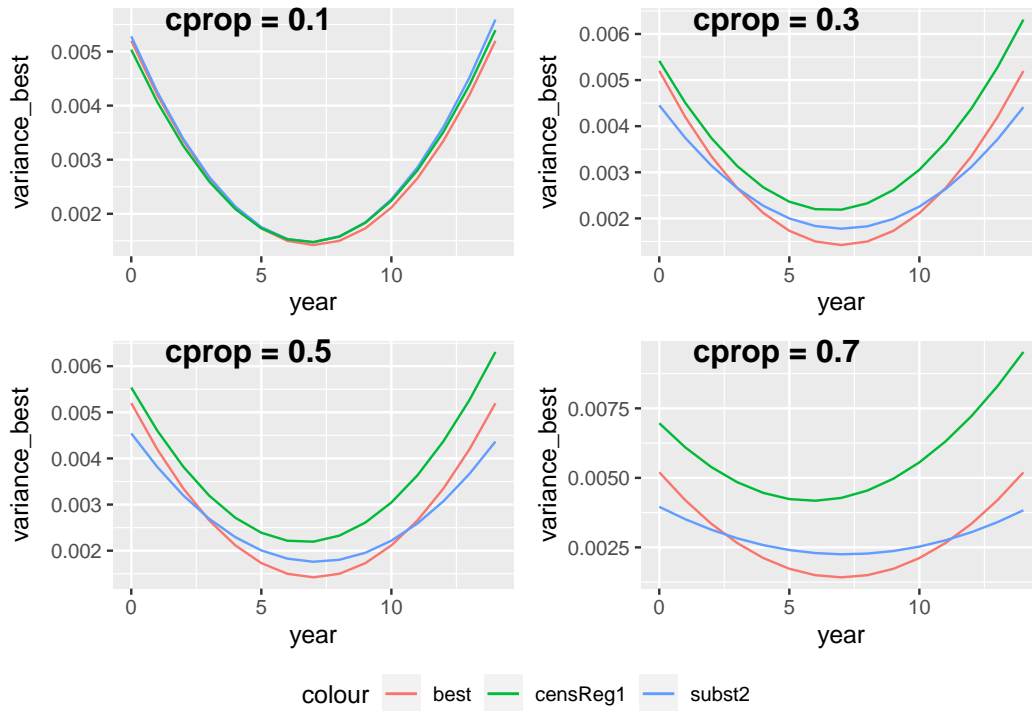 cprop = 0.1
0.005
0.004
0.003
0.002
variance_best
0 5 10
year
cprop = 0.3
0.006
0.005
0.004
0.003
0.002
variance_best
0 5 10
year
cprop = 0.5
0.006
0.005
0.004
0.003
0.002
variance_best
0 5 10
year
cprop = 0.7
0.0075
0.0050
0.0025
variance_best
0 5 10
year
colour best censReg1 subst2